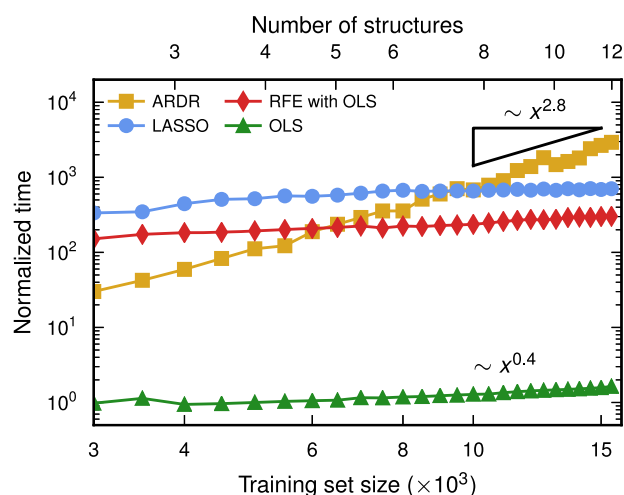 Number of structures
3 4 5 6 8 10 12
ARDR RFE with OLS
LASSO OLS
∼ x^2.8
10^4
10^3
10^2
10^1
10^0
Normalized time
∼ x^0.4
3 4 6 8 10 15
Training set size (×10^3)